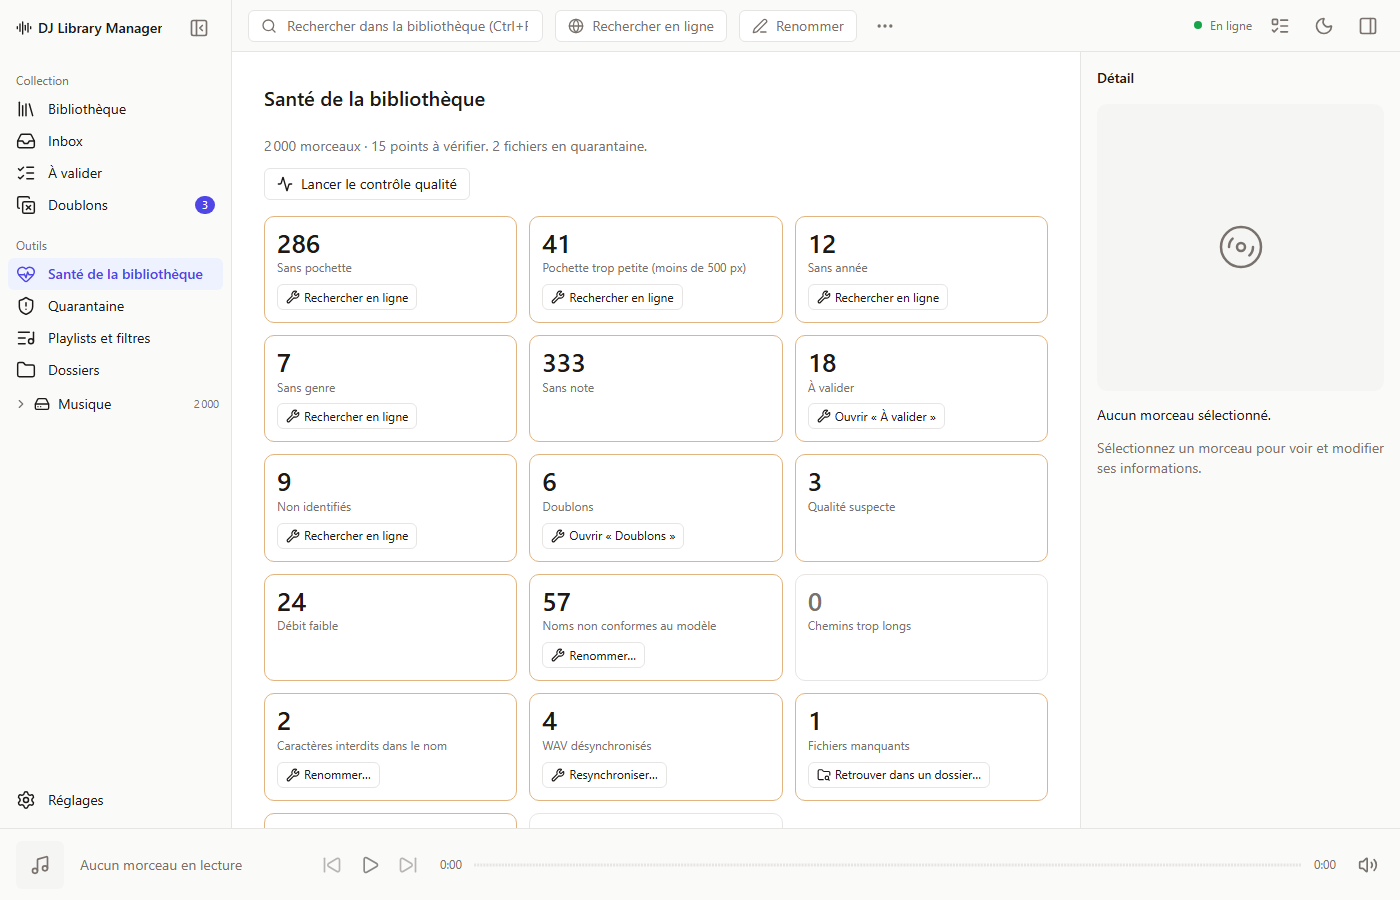 DJ Library Manager
Rechercher dans la bibliothèque (Ctrl+F
Rechercher en ligne
Renommer
En ligne
Collection
Bibliothèque
Inbox
À valider
Doublons
3
Outils
Santé de la bibliothèque
Quarantaine
Playlists et filtres
Dossiers
Musique
2 000
Réglages
Santé de la bibliothèque
2 000 morceaux · 15 points à vérifier. 2 fichiers en quarantaine.
Lancer le contrôle qualité
286
Sans pochette
Rechercher en ligne
41
Pochette trop petite (moins de 500 px)
Rechercher en ligne
12
Sans année
Rechercher en ligne
7
Sans genre
Rechercher en ligne
333
Sans note
18
À valider
Ouvrir « À valider »
9
Non identifiés
Rechercher en ligne
6
Doublons
Ouvrir « Doublons »
3
Qualité suspecte
24
Débit faible
57
Noms non conformes au modèle
Renommer...
0
Chemins trop longs
2
Caractères interdits dans le nom
Renommer...
4
WAV désynchronisés
Resynchroniser...
1
Fichiers manquants
Retrouver dans un dossier...
Détail
Aucun morceau sélectionné.
Sélectionnez un morceau pour voir et modifier
ses informations.
Aucun morceau en lecture
0:00
0:00